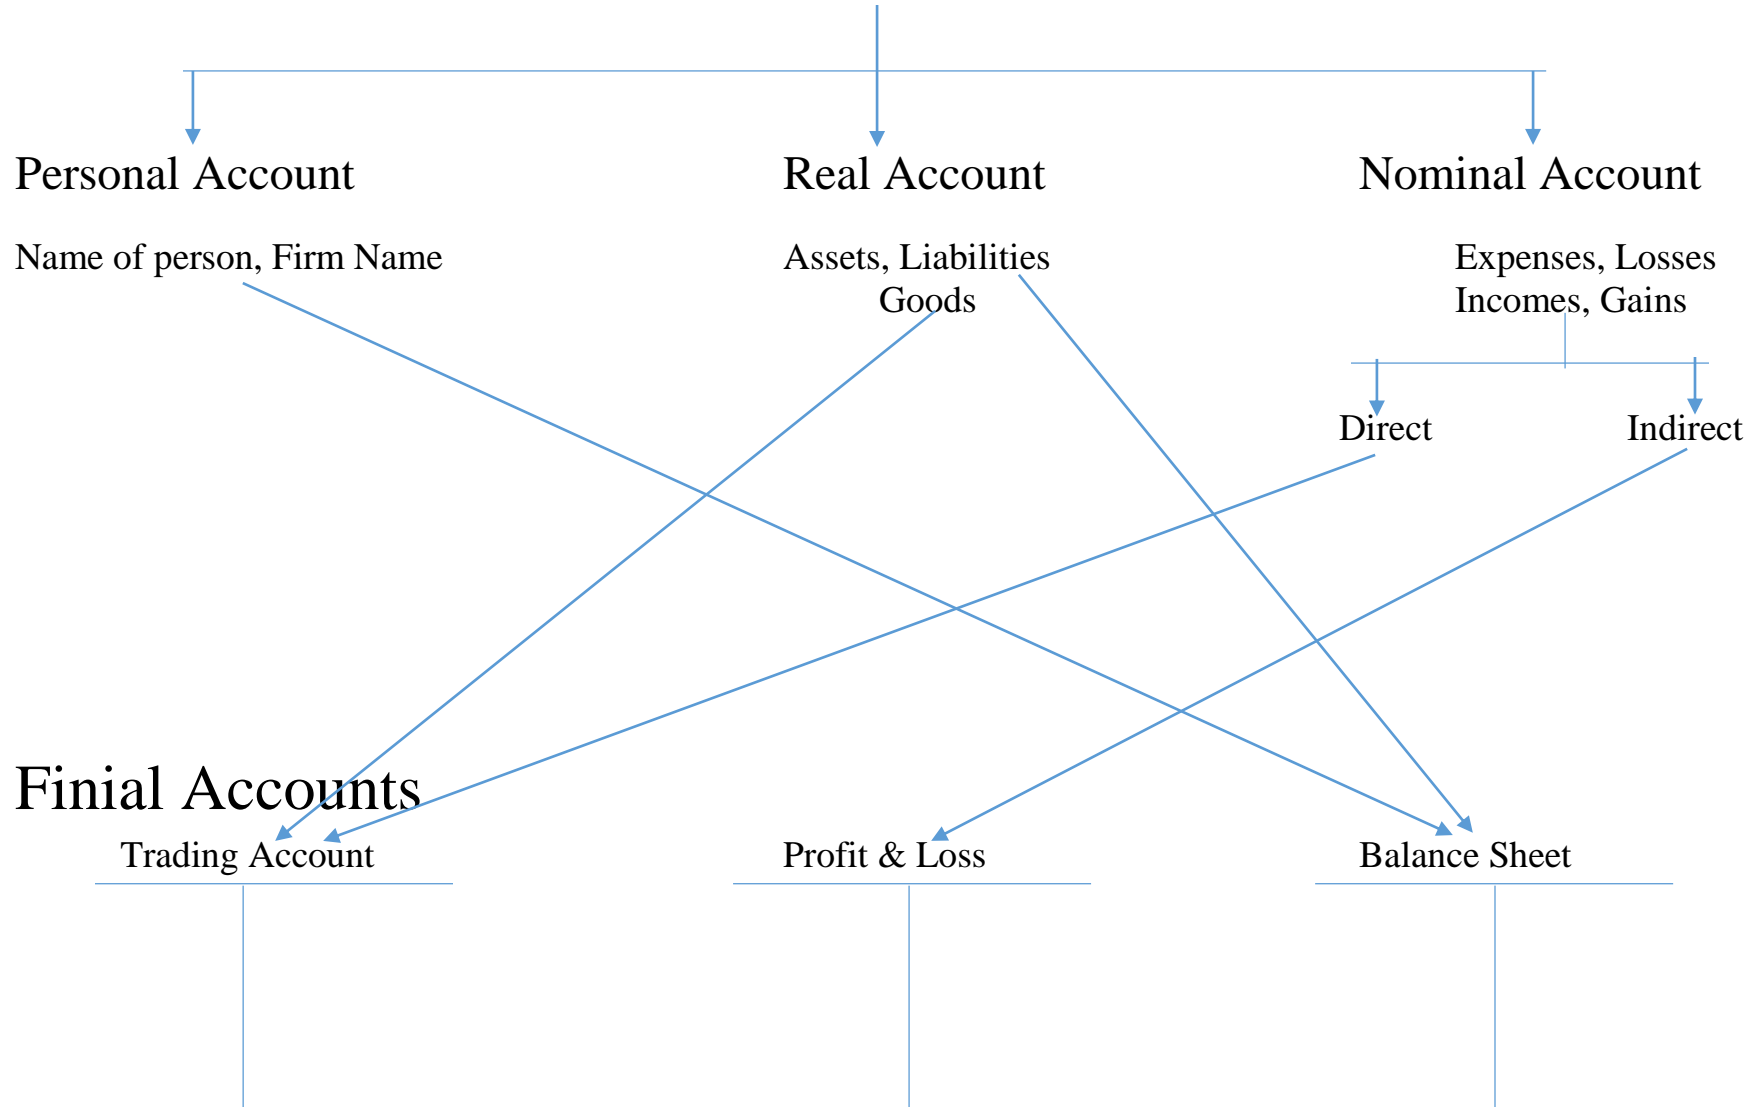 Personal Account Real Account Nominal Account
Name of person, Firm Name Assets, Liabilities Expenses, Losses
Goods Incomes, Gains
Direct Indirect
Finial Accounts
Trading Account Profit & Loss Balance Sheet